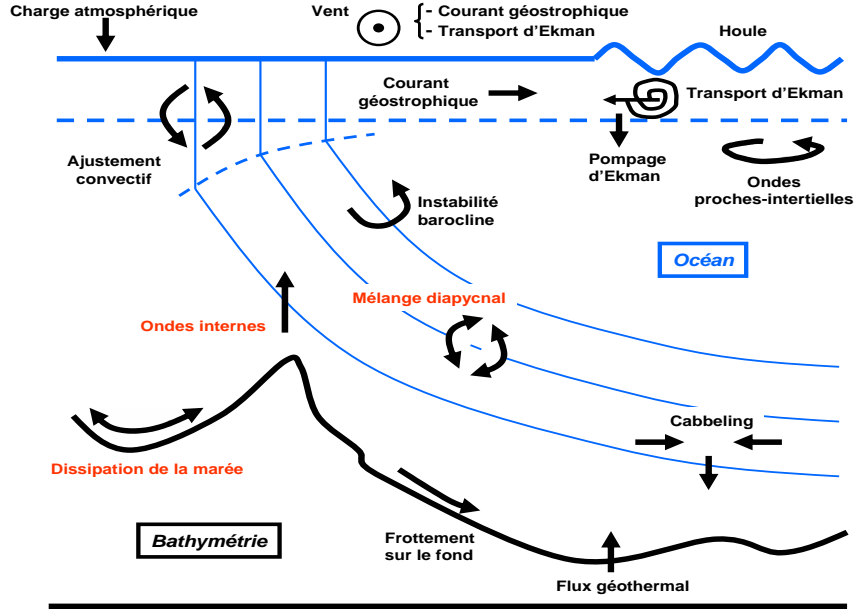 Charge atmosphérique
Vent
- Courant géostrophique
- Transport d'Ekman
Houle
Courant
géostrophique
Transport d'Ekman
Ajustement
convectif
Pompage
d'Ekman
Ondes
proches-intertielles
Instabilité
barocline
Océan
Mélange diapycnal
Ondes internes
Cabbeling
Dissipation de la marée
Bathymétrie
Frottement
sur le fond
Flux géothermal